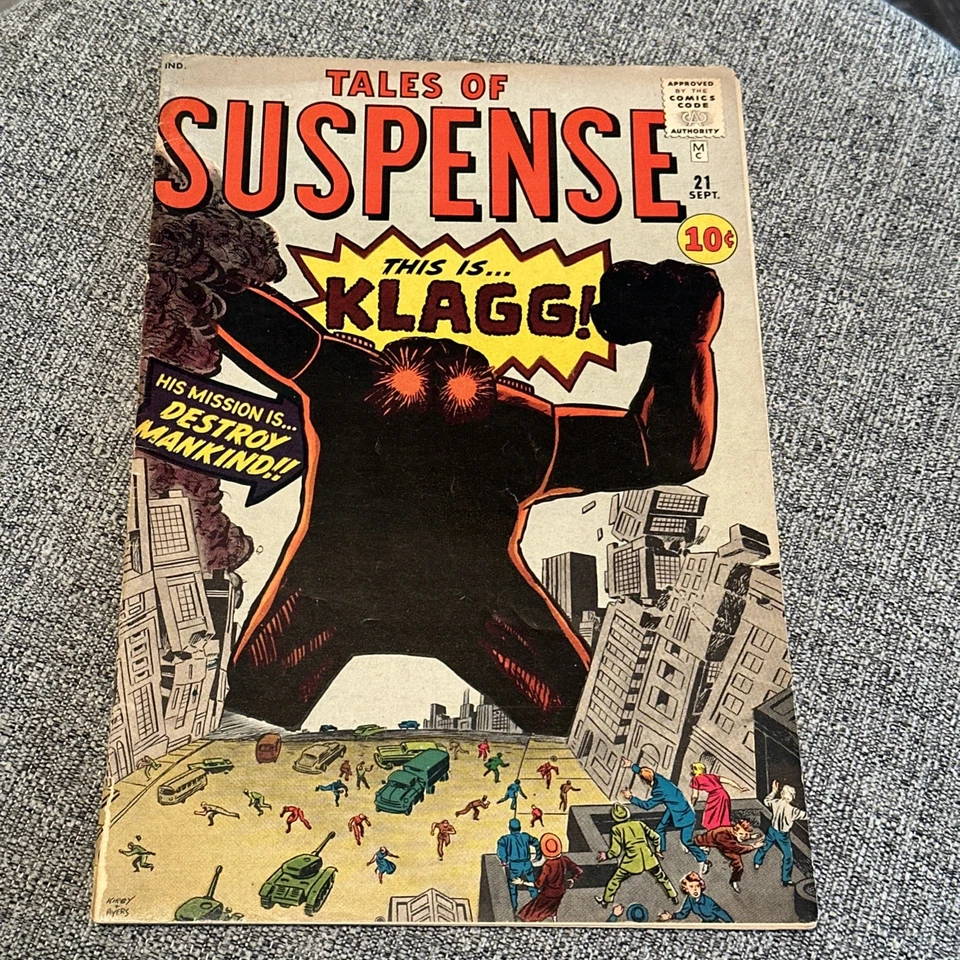 IND.
TALES OF
SUSPENSE
APPROVED
BY THE
COMICS
CODE
CA
AUTHORITY
M
C
21
SEPT.
10¢
THIS IS...
KLAGG!
HIS MISSION IS...
DESTROY
MANKIND!!
KIRBY
AYERS